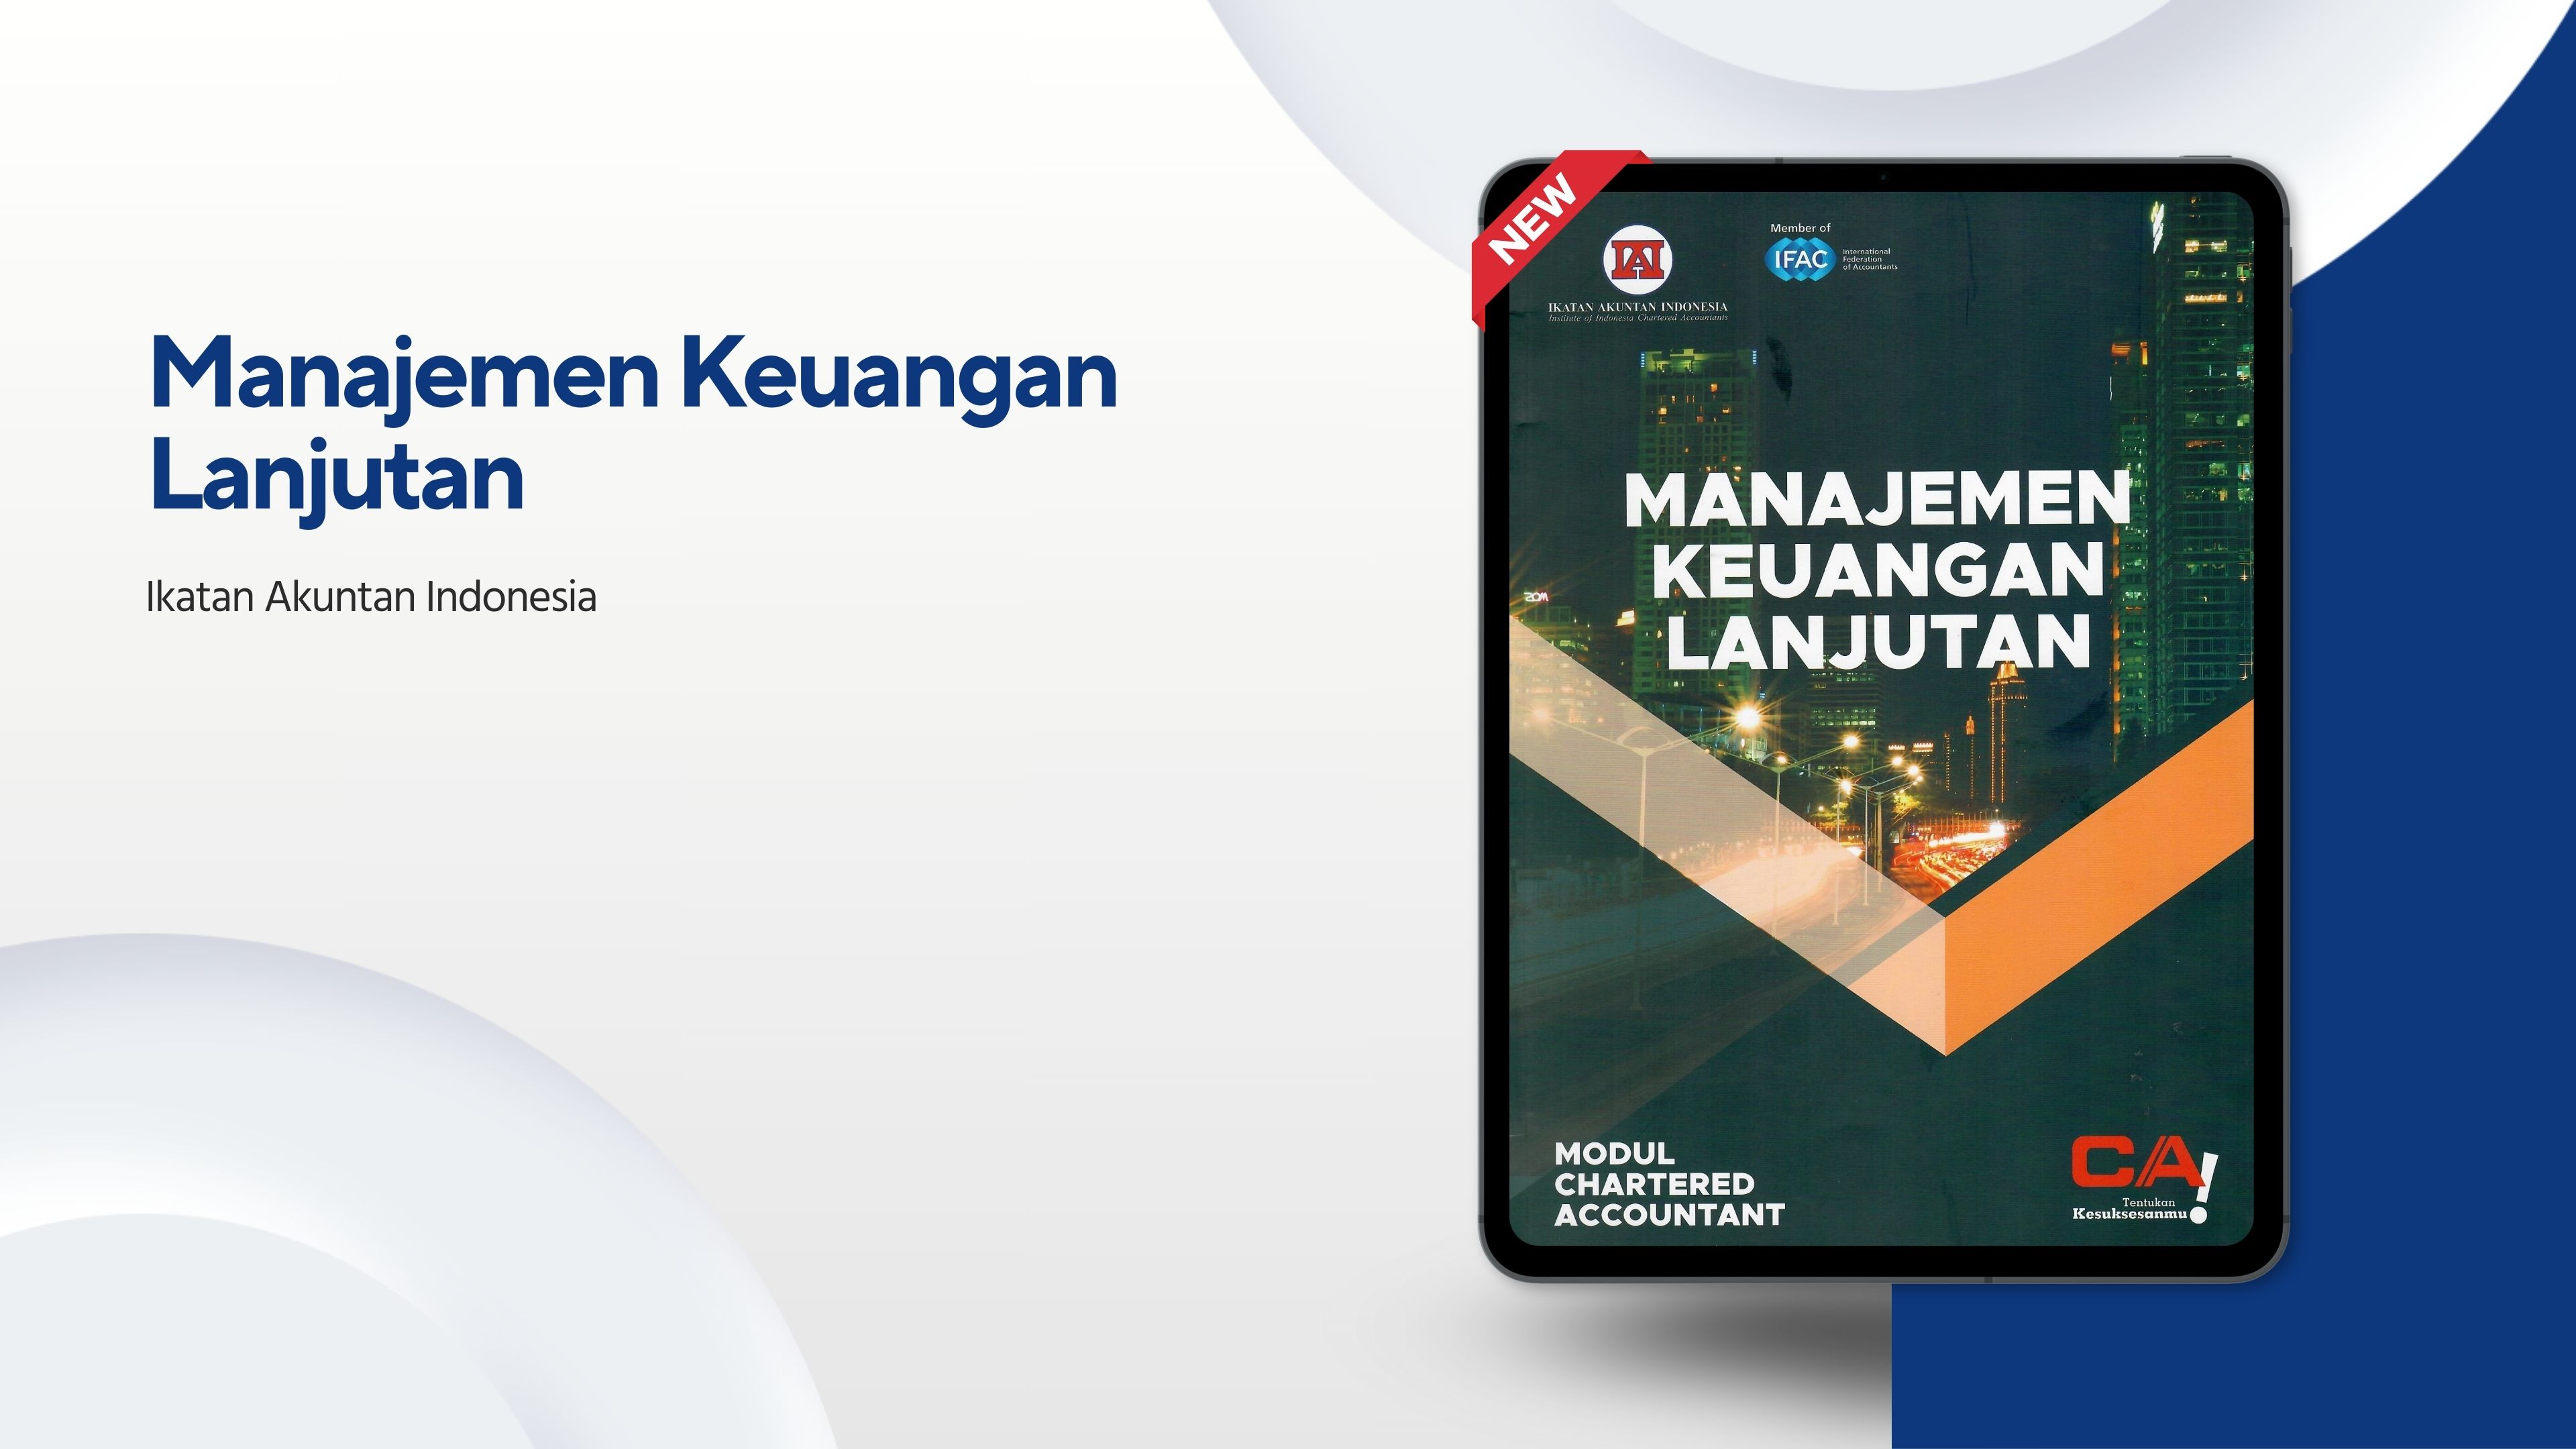 Manajemen Keuangan
Lanjutan
Ikatan Akuntan Indonesia
NEW
IAI
IKATAN AKUNTAN INDONESIA
Institute of Indonesia Chartered Accountants
Member of
IFAC
International
Federation
of Accountants
MANAJEMEN
KEUANGAN
LANJUTAN
MODUL
CHARTERED
ACCOUNTANT
CA!
Tentukan
Kesuksesanmu